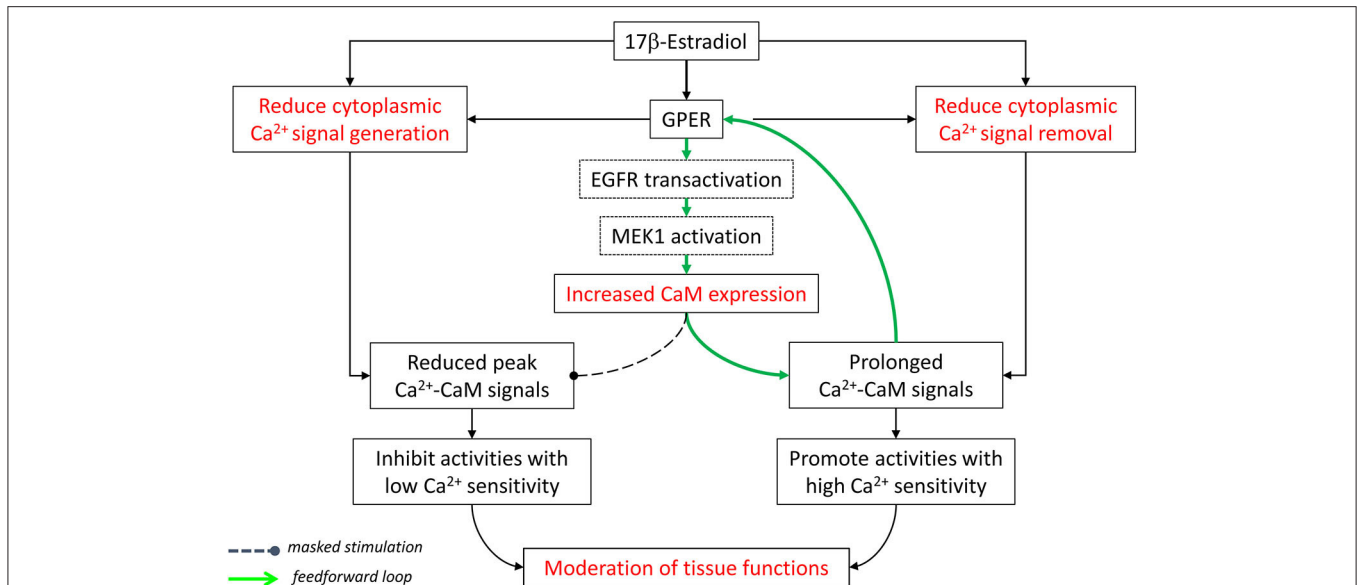 17β-Estradiol
Reduce cytoplasmic
Ca²⁺ signal generation
GPER
Reduce cytoplasmic
Ca²⁺ signal removal
EGFR transactivation
MEK1 activation
Increased CaM expression
Reduced peak
Ca²⁺-CaM signals
Prolonged
Ca²⁺-CaM signals
Inhibit activities with
low Ca²⁺ sensitivity
Promote activities with
high Ca²⁺ sensitivity
masked stimulation
Moderation of tissue functions
feedforward loop